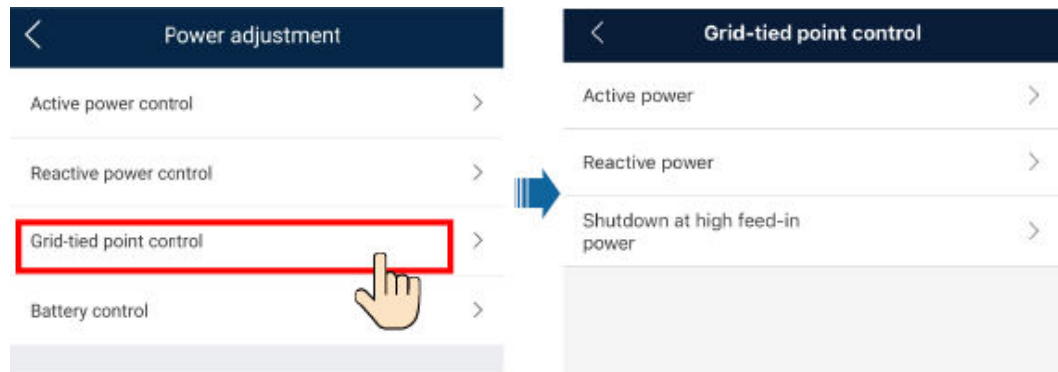 Power adjustment
Active power control
Reactive power control
Grid-tied point control
Battery control
Grid-tied point control
Active power
Reactive power
Shutdown at high feed-in
power